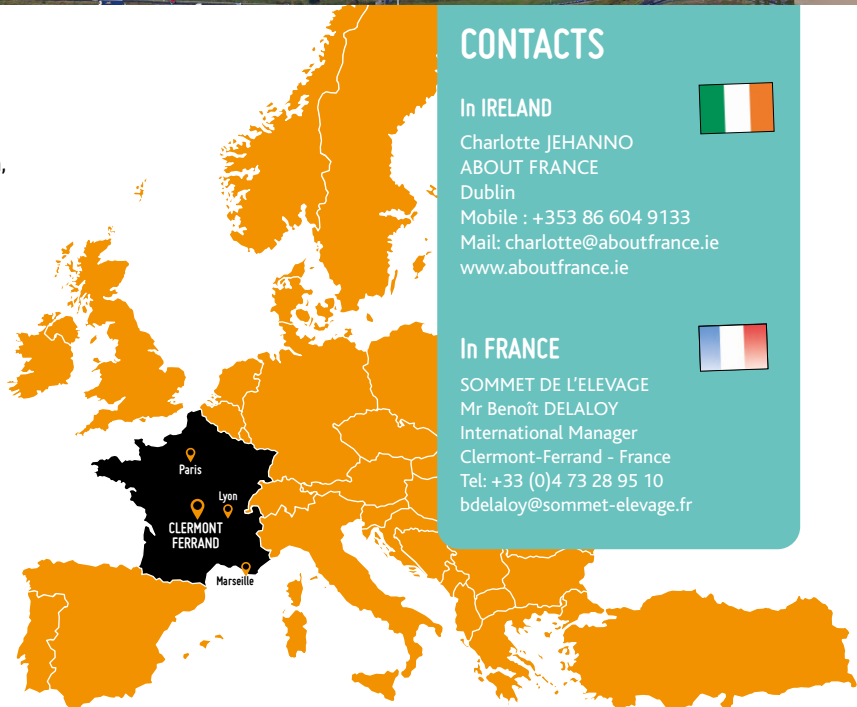 CONTACTS
In IRELAND
Charlotte JEHANNO
ABOUT FRANCE
Dublin
Mobile : +353 86 604 9133
Mail: charlotte@aboutfrance.ie
www.aboutfrance.ie
In FRANCE
SOMMET DE L'ELEVAGE
Mr Benoît DELALOY
International Manager
Clermont-Ferrand - France
Tel: +33 (0)4 73 28 95 10
bdelaloy@sommet-elevage.fr
Paris
Lyon
CLERMONT
FERRAND
Marseille